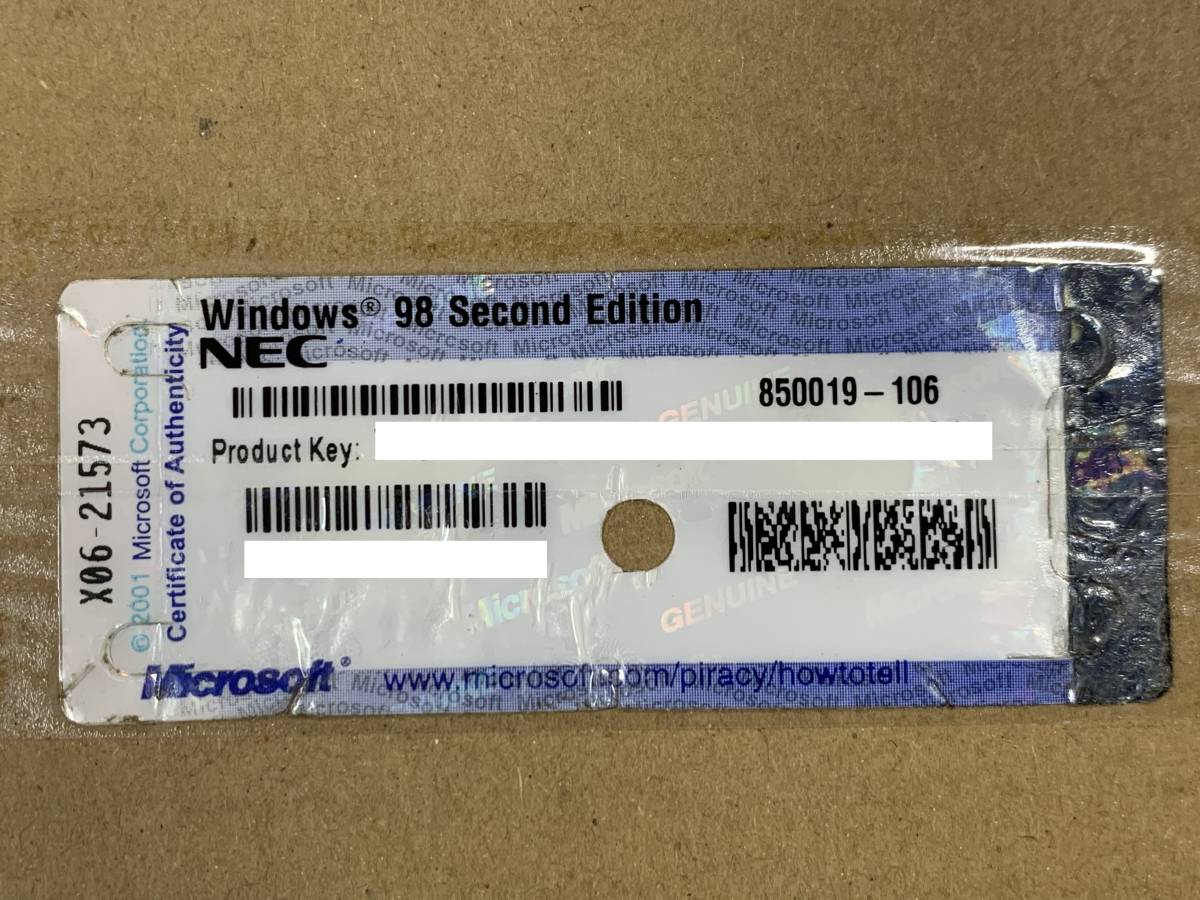 Windows® 98 Second Edition
NEC
850019-106
Product Key:
GENUINE
Microsoft
GENUINE
Microsoft® www.microsoft.com/piracy/howtotell
X06-21573
© 2001 Microsoft Corporation
Certificate of Authenticity